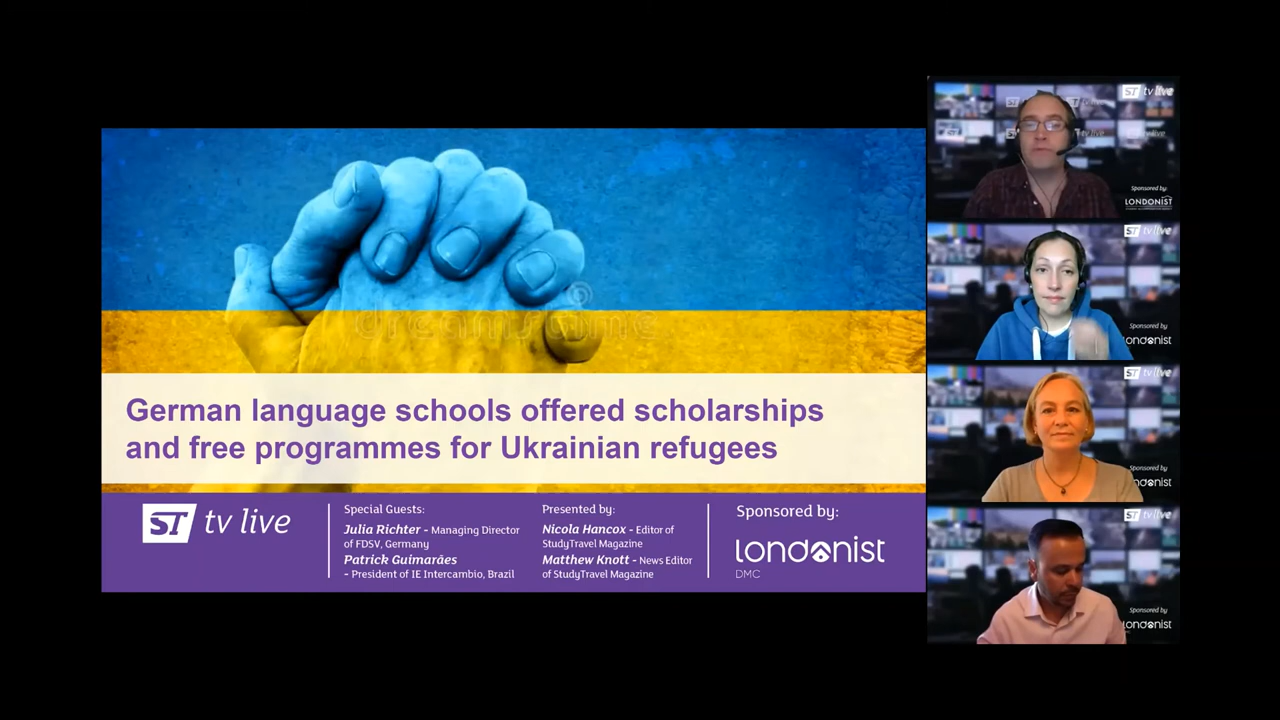 dreamstime
German language schools offered scholarships
and free programmes for Ukrainian refugees
ST tv live
Special Guests:
Julia Richter - Managing Director
of FDSV, Germany
Patrick Guimarães
- President of IE Intercambio, Brazil
Presented by:
Nicola Hancox - Editor of
StudyTravel Magazine
Matthew Knott - News Editor
of StudyTravel Magazine
Sponsored by:
londonist
DMC
ST tv live
Sponsored by:
LONDONIST
ST tv live
Sponsored by
londonist
ST tv live
Sponsored by
londonist
ST tv live
Sponsored by
londonist